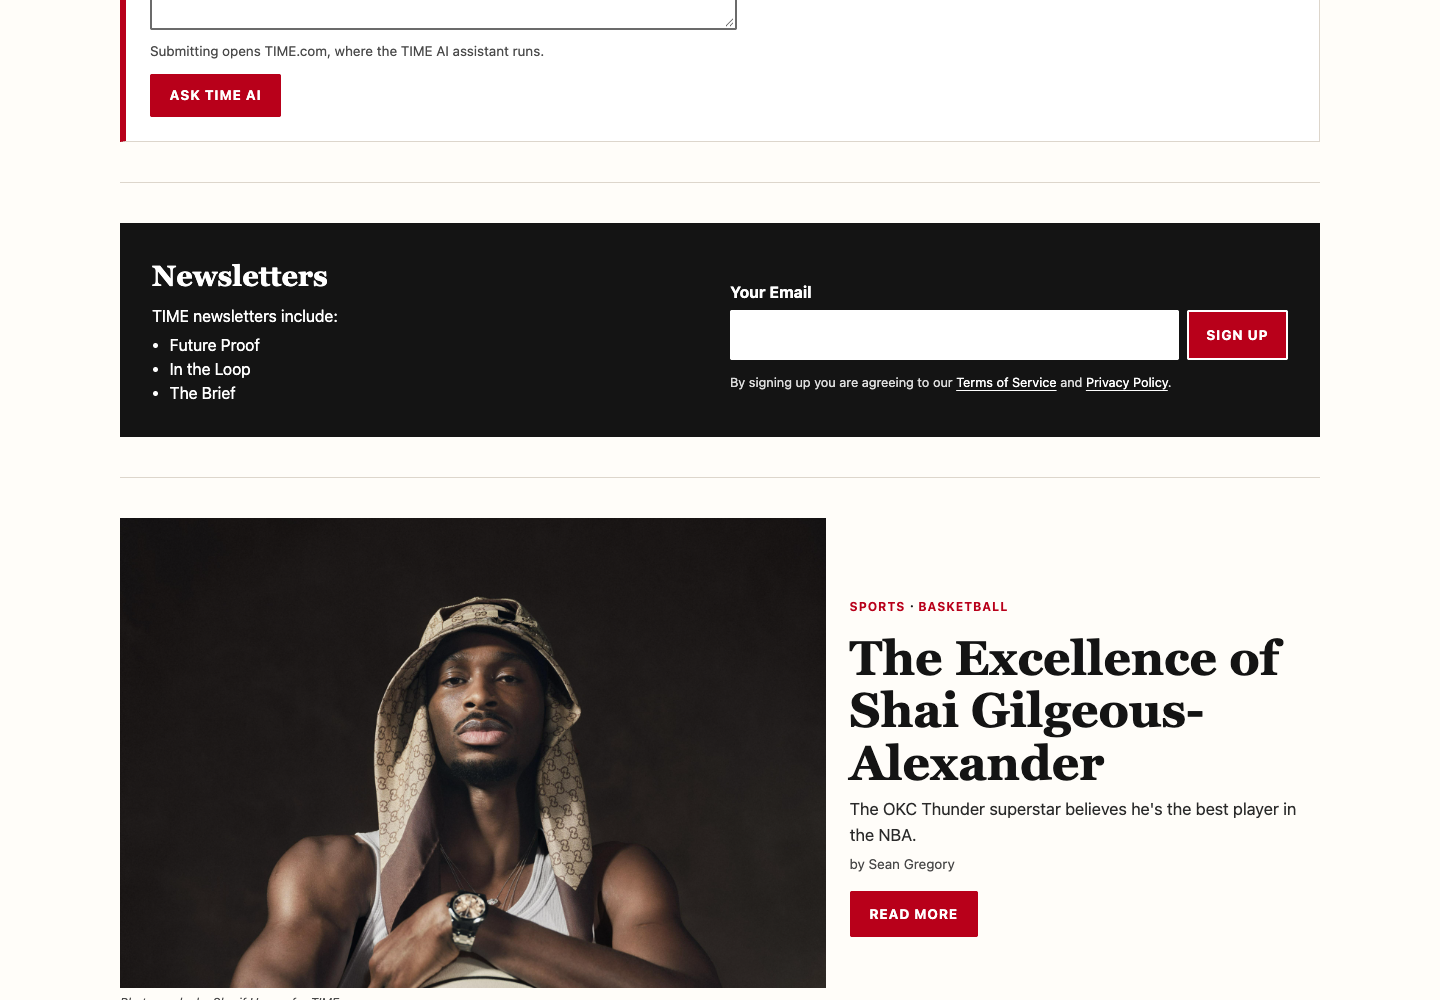 Submitting opens TIME.com, where the TIME AI assistant runs.
ASK TIME AI
Newsletters
TIME newsletters include:
• Future Proof
• In the Loop
• The Brief
Your Email
SIGN UP
By signing up you are agreeing to our Terms of Service and Privacy Policy.
SPORTS · BASKETBALL
The Excellence of
Shai Gilgeous-
Alexander
The OKC Thunder superstar believes he's the best player in
the NBA.
by Sean Gregory
READ MORE